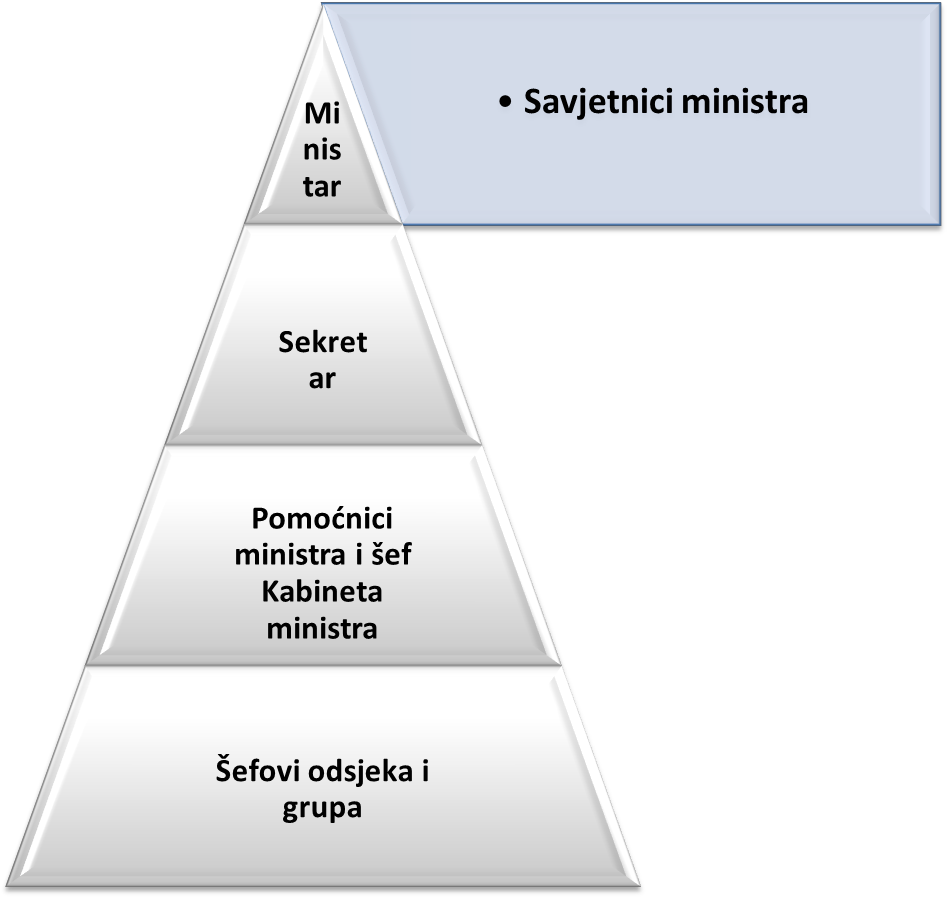 Mi
nis
tar
• Savjetnici ministra
Sekret
ar
Pomoćnici
ministra i šef
Kabineta
ministra
Šefovi odsjeka i
grupa